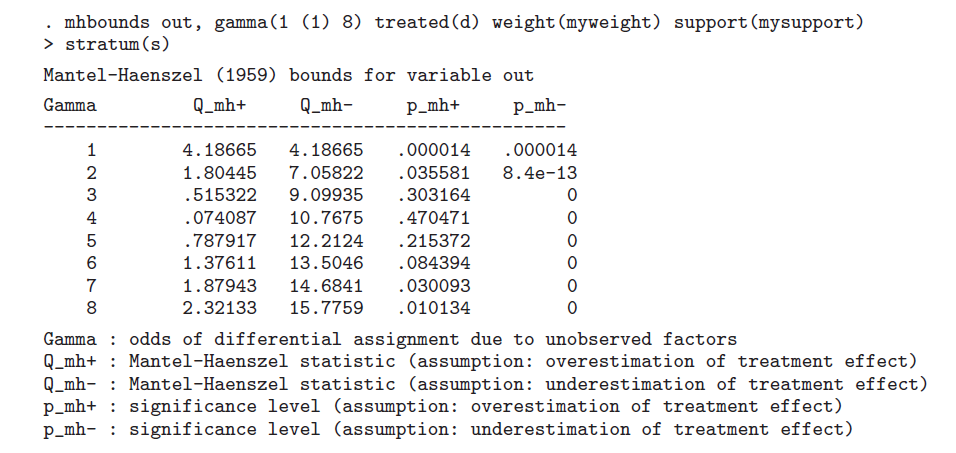 . mhbounds out, gamma(1 (1) 8) treated(d) weight(myweight) support(mysupport)
> stratum(s)
Mantel-Haenszel (1959) bounds for variable out
Gamma Q_mh+ Q_mh- p_mh+ p_mh-
-------------------------------------------------
1 4.18665 4.18665 .000014 .000014
2 1.80445 7.05822 .035581 8.4e-13
3 .515322 9.09935 .303164 0
4 .074087 10.7675 .470471 0
5 .787917 12.2124 .215372 0
6 1.37611 13.5046 .084394 0
7 1.87943 14.6841 .030093 0
8 2.32133 15.7759 .010134 0
Gamma : odds of differential assignment due to unobserved factors
Q_mh+ : Mantel-Haenszel statistic (assumption: overestimation of treatment effect)
Q_mh- : Mantel-Haenszel statistic (assumption: underestimation of treatment effect)
p_mh+ : significance level (assumption: overestimation of treatment effect)
p_mh- : significance level (assumption: underestimation of treatment effect)